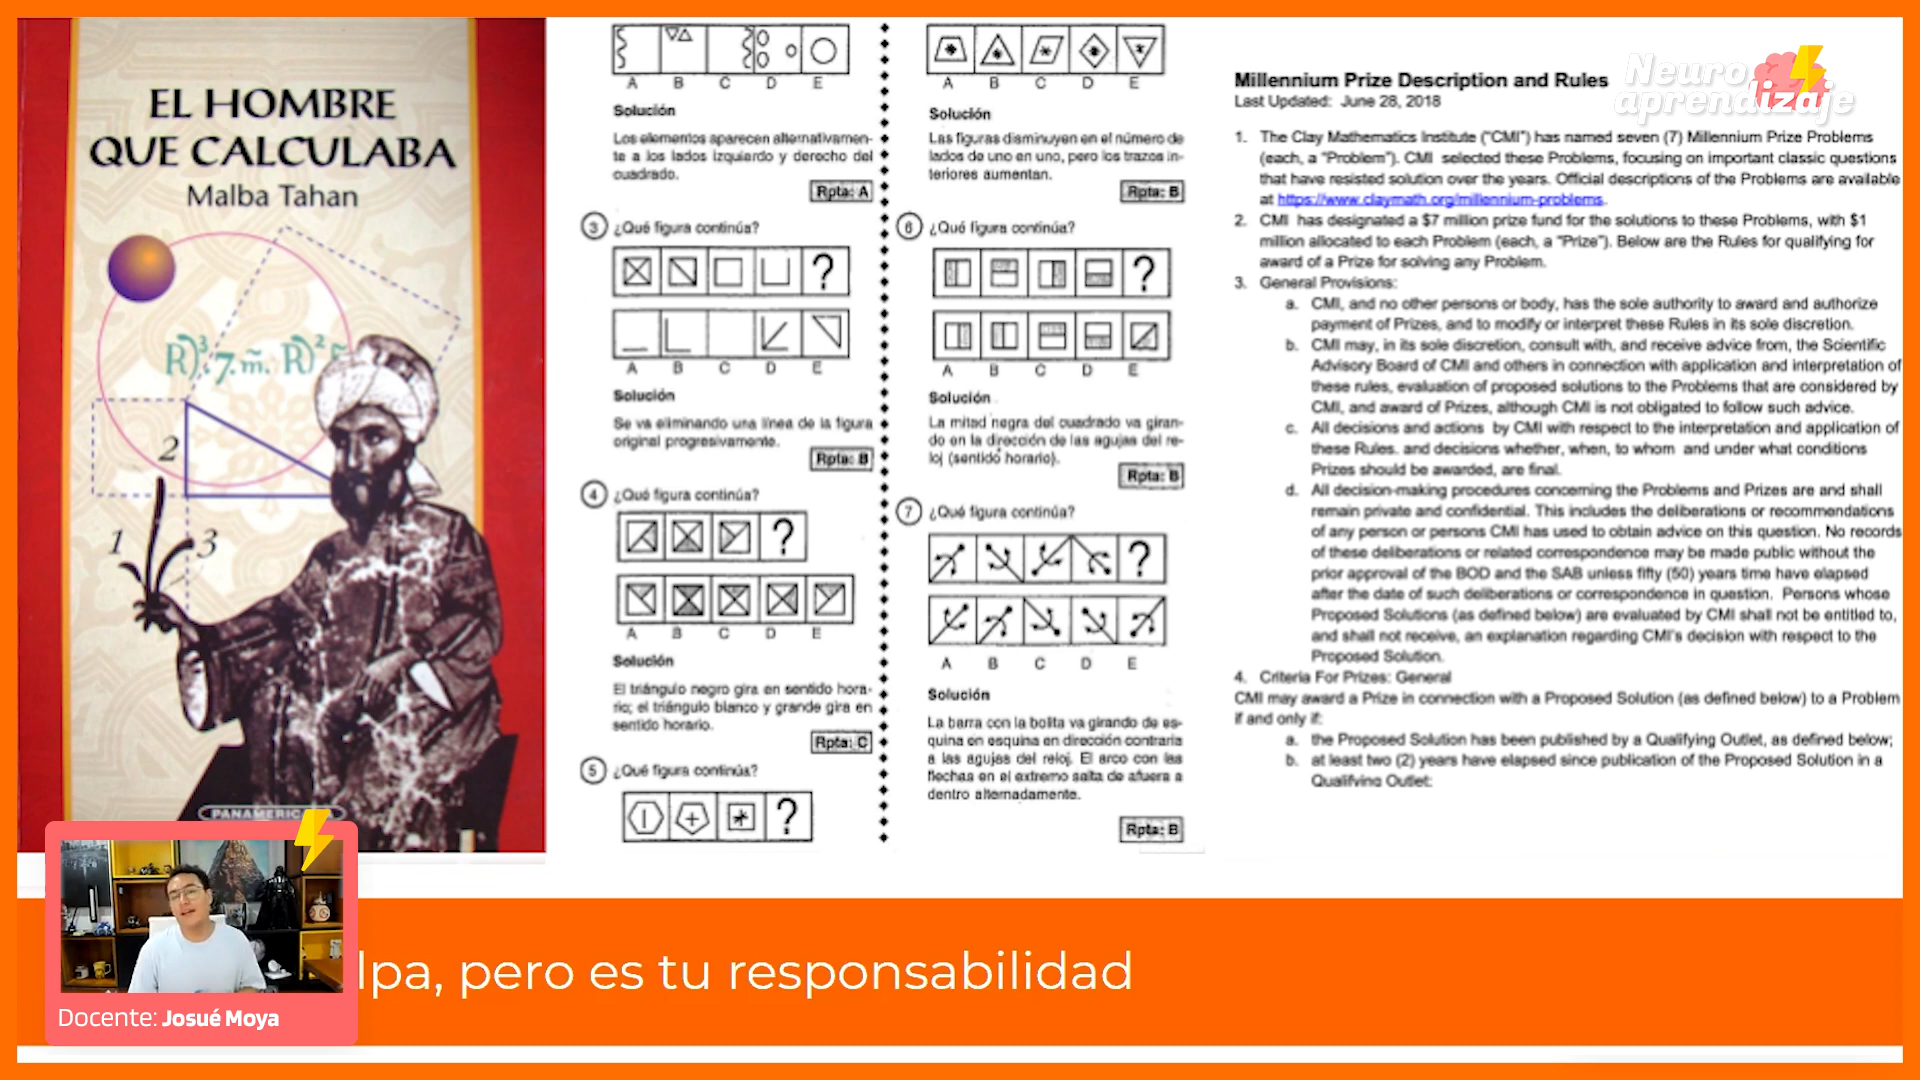 EL HOMBRE
QUE CALCULABA
Malba Tahan
R)³.7.m̃. R)²
2
1
3
PANAMERIC
A B C D E
Solución
Los elementos aparecen alternativamen-
te a los lados izquierdo y derecho del
cuadrado.
Rpta: A
3 ¿Qué figura continúa?
?
A B C D E
Solución
Se va eliminando una línea de la figura
original progresivamente.
Rpta: B
4 ¿Qué figura continúa?
?
A B C D E
Solución
El triángulo negro gira en sentido hora-
rio; el triángulo blanco y grande gira en
sentido horario.
Rpta: C
5 ¿Qué figura continúa?
?
A B C D E
Solución
Las figuras disminuyen en el número de
lados de uno en uno, pero los trazos in-
teriores aumentan.
Rpta: B
6 ¿Qué figura continúa?
?
A B C D E
Solución
La mitad negra del cuadrado va giran-
do en la dirección de las agujas del re-
loj (sentido horario).
Rpta: B
7 ¿Qué figura continúa?
?
A B C D E
Solución
La barra con la bolita va girando de es-
quina en esquina en dirección contraria
a las agujas del reloj. El arco con las
flechas en el extremo salta de afuera a
dentro alternadamente.
Rpta: B
Neuro
aprendizaje
Millennium Prize Description and Rules
Last Updated: June 28, 2018
1. The Clay Mathematics Institute ("CMI") has named seven (7) Millennium Prize Problems
(each, a "Problem"). CMI selected these Problems, focusing on important classic questions
that have resisted solution over the years. Official descriptions of the Problems are available
at https://www.claymath.org/millennium-problems.
2. CMI has designated a $7 million prize fund for the solutions to these Problems, with $1
million allocated to each Problem (each, a "Prize"). Below are the Rules for qualifying for
award of a Prize for solving any Problem.
3. General Provisions:
a. CMI, and no other persons or body, has the sole authority to award and authorize
payment of Prizes, and to modify or interpret these Rules in its sole discretion.
b. CMI may, in its sole discretion, consult with, and receive advice from, the Scientific
Advisory Board of CMI and others in connection with application and interpretation of
these rules, evaluation of proposed solutions to the Problems that are considered by
CMI, and award of Prizes, although CMI is not obligated to follow such advice.
c. All decisions and actions by CMI with respect to the interpretation and application of
these Rules. and decisions whether, when, to whom and under what conditions
Prizes should be awarded, are final.
d. All decision-making procedures concerning the Problems and Prizes are and shall
remain private and confidential. This includes the deliberations or recommendations
of any person or persons CMI has used to obtain advice on this question. No records
of these deliberations or related correspondence may be made public without the
prior approval of the BOD and the SAB unless fifty (50) years time have elapsed
after the date of such deliberations or correspondence in question. Persons whose
Proposed Solutions (as defined below) are evaluated by CMI shall not be entitled to,
and shall not receive, an explanation regarding CMI's decision with respect to the
Proposed Solution.
4. Criteria For Prizes: General
CMI may award a Prize in connection with a Proposed Solution (as defined below) to a Problem
if and only if:
a. the Proposed Solution has been published by a Qualifying Outlet, as defined below;
b. at least two (2) years have elapsed since publication of the Proposed Solution in a
Qualifying Outlet;
lpa, pero es tu responsabilidad
Docente: Josué Moya